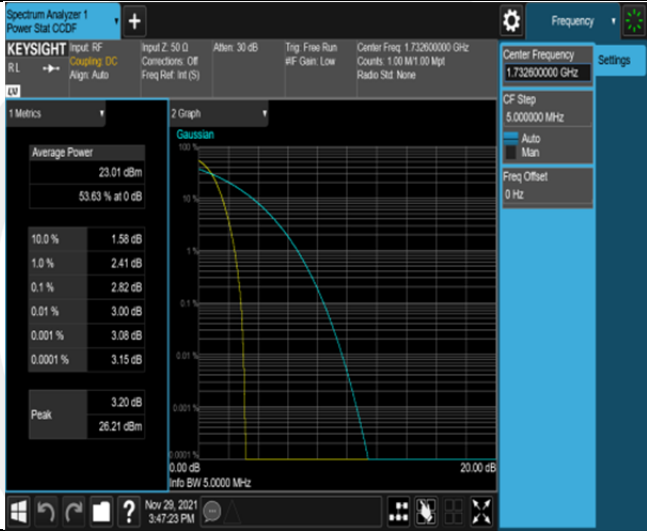 Spectrum Analyzer 1
Power Stat CCDF
+
Frequency
KEYSIGHT
RL
LV
Input: RF
Coupling: DC
Align: Auto
Input Z: 50 Ω
Corrections: Off
Freq Ref: Int (S)
Atten: 30 dB
Trig: Free Run
#IF Gain: Low
Center Freq: 1.732600000 GHz
Counts: 1.00 M/1.00 Mpt
Radio Std: None
Center Frequency
1.732600000 GHz
Settings
CF Step
5.000000 MHz
Auto
Man
Freq Offset
0 Hz
1 Metrics
Average Power
23.01 dBm
53.63 % at 0 dB
10.0 % 1.58 dB
1.0 % 2.41 dB
0.1 % 2.82 dB
0.01 % 3.00 dB
0.001 % 3.08 dB
0.0001 % 3.15 dB
Peak
3.20 dB
26.21 dBm
2 Graph
Gaussian
100 %
10 %
1 %
0.1 %
0.01 %
0.001 %
0.0001 %
0.00 dB 20.00 dB
Info BW 5.0000 MHz
?
Nov 29, 2021
3:47:23 PM